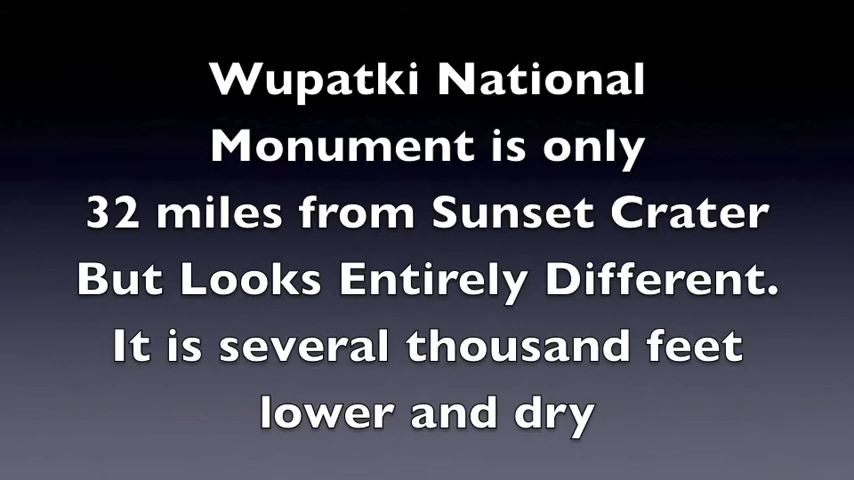 Wupatki National
Monument is only
32 miles from Sunset Crater
But Looks Entirely Different.
It is several thousand feet
lower and dry